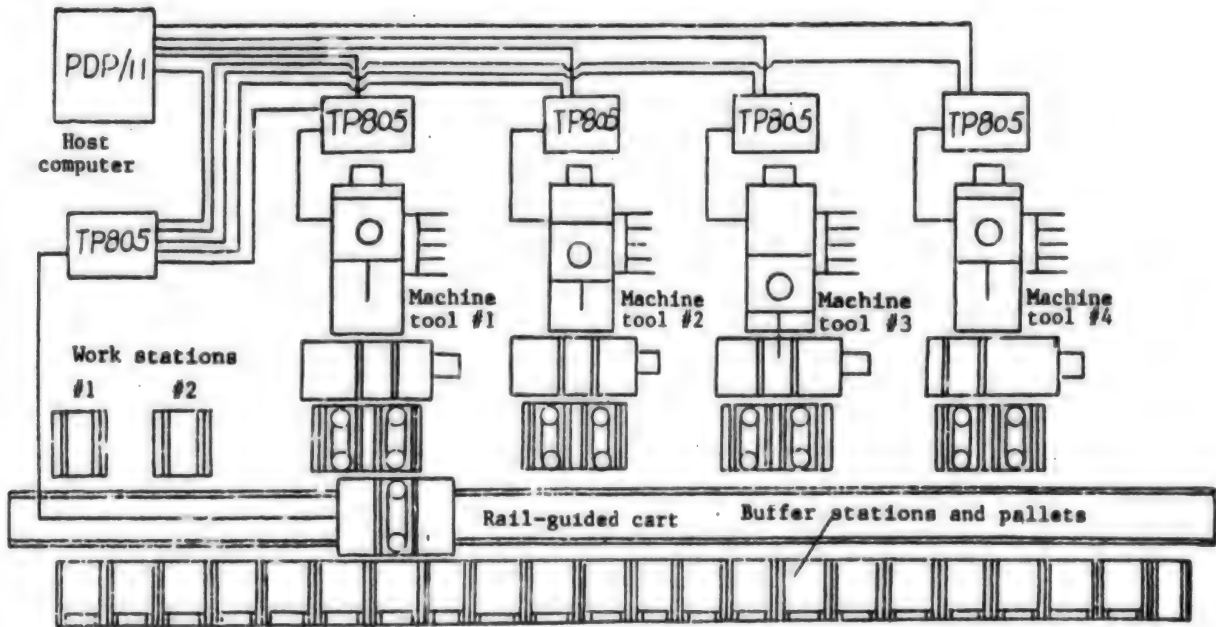 PDP/11
Host
computer
TP805
TP805
TP805
TP805
TP805
Machine
tool #1
Machine
tool #2
Machine
tool #3
Machine
tool #4
Work stations
#1 #2
Rail-guided cart
Buffer stations and pallets